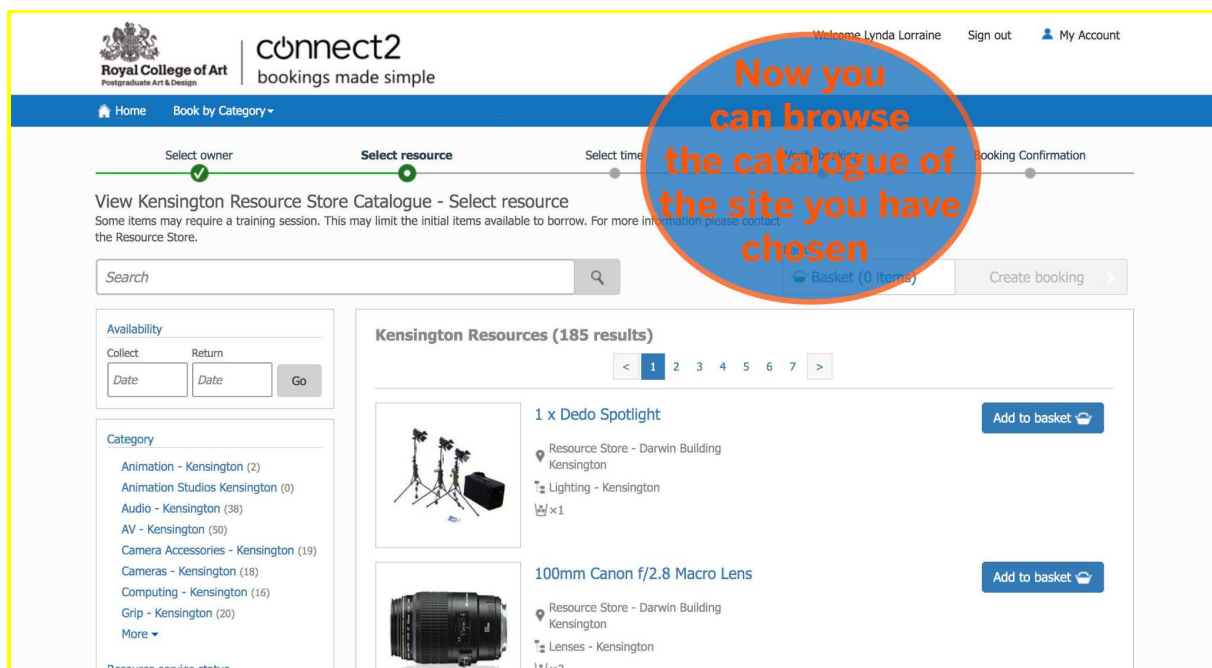 Royal College of Art
Postgraduate Art & Design
connect2
bookings made simple
Welcome Lynda Lorraine
Sign out
My Account
Home
Book by Category
Now you
can browse
the catalogue of
the site you have
chosen
Select owner
Select resource
Select time
Verify booking
Booking Confirmation
View Kensington Resource Store Catalogue - Select resource
Some items may require a training session. This may limit the initial items available to borrow. For more information please contact
the Resource Store.
Search
Basket (0 items)
Create booking
Availability
Collect
Return
Date
Date
Go
Category
Animation - Kensington (2)
Animation Studios Kensington (0)
Audio - Kensington (38)
AV - Kensington (50)
Camera Accessories - Kensington (19)
Cameras - Kensington (18)
Computing - Kensington (16)
Grip - Kensington (20)
More
Resource service status
Kensington Resources (185 results)
< 1 2 3 4 5 6 7 >
1 x Dedo Spotlight
Add to basket
Resource Store - Darwin Building
Kensington
Lighting - Kensington
×1
100mm Canon f/2.8 Macro Lens
Add to basket
Resource Store - Darwin Building
Kensington
Lenses - Kensington